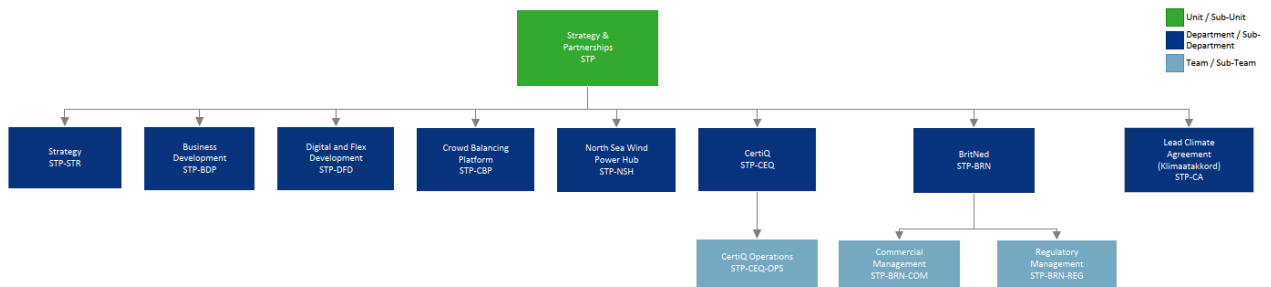 Strategy &
Partnerships
STP
Unit / Sub-Unit
Department / Sub-
Department
Team / Sub-Team
Strategy
STP-STR
Business
Development
STP-BDP
Digital and Flex
Development
STP-DFD
Crowd Balancing
Platform
STP-CBP
North Sea Wind
Power Hub
STP-NSH
CertiQ
STP-CEQ
BritNed
STP-BRN
Lead Climate
Agreement
(Klimaatakkord)
STP-CA
CertiQ Operations
STP-CEQ-OPS
Commercial
Management
STP-BRN-COM
Regulatory
Management
STP-BRN-REG